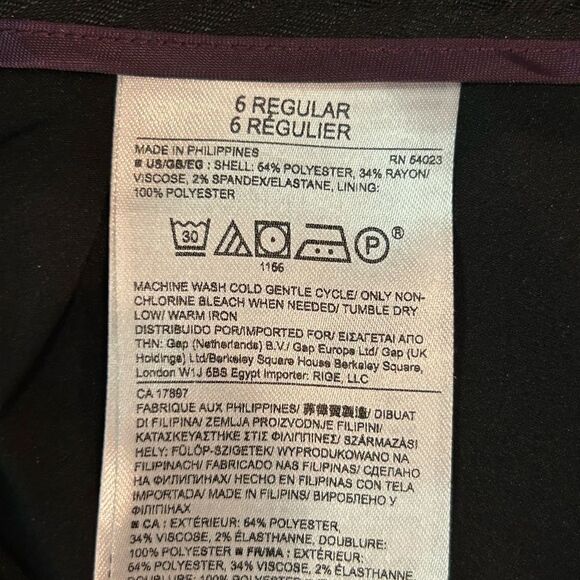 6 REGULAR
6 RÉGULIER
MADE IN PHILIPPINES RN 54023
■ US/GB/EG : SHELL: 64% POLYESTER, 34% RAYON/
VISCOSE, 2% SPANDEX/ELASTANE, LINING:
100% POLYESTER
30 P ®
1156
MACHINE WASH COLD GENTLE CYCLE/ ONLY NON-
CHLORINE BLEACH WHEN NEEDED/ TUMBLE DRY
LOW/ WARM IRON
DISTRIBUIDO POR/IMPORTED FOR/ ΕΙΣΑΓΕΤΑΙ ΑΠΟ
ΤΗΝ: Gap (Netherlands) B.V./ Gap Europe Ltd/ Gap (UK
Holdings) Ltd/Berkeley Square House Berkeley Square,
London W1J 6BS Egypt Importer: RIGE, LLC
CA 17897
FABRIQUE AUX PHILIPPINES/ 菲律賓製造/ DIBUAT
DI FILIPINA/ ZEMLJA PROIZVODNJE FILIPINI/
ΚΑΤΑΣΚΕΥΑΣΤΗΚΕ ΣΤΙΣ ΦΙΛΙΠΠΙΝΕΣ/ SZÁRMAZÁSI
HELY: FÜLÖP-SZIGETEK/ WYPRODUKOWANO NA
FILIPINACH/ FABRICADO NAS FILIPINAS/ СДЕЛАНО
НА ФИЛИПИНАХ/ HECHO EN FILIPINAS CON TELA
IMPORTADA/ MADE IN FILIPINS/ ВИРОБЛЕНО У
ФІЛІПІНАХ
■ CA : EXTÉRIEUR: 64% POLYESTER,
34% VISCOSE, 2% ÉLASTHANNE, DOUBLURE:
100% POLYESTER ■ FR/MA : EXTÉRIEUR:
64% POLYESTER, 34% VISCOSE, 2% ÉLASTHANNE,
DOUBLURE: 100% POLYESTER